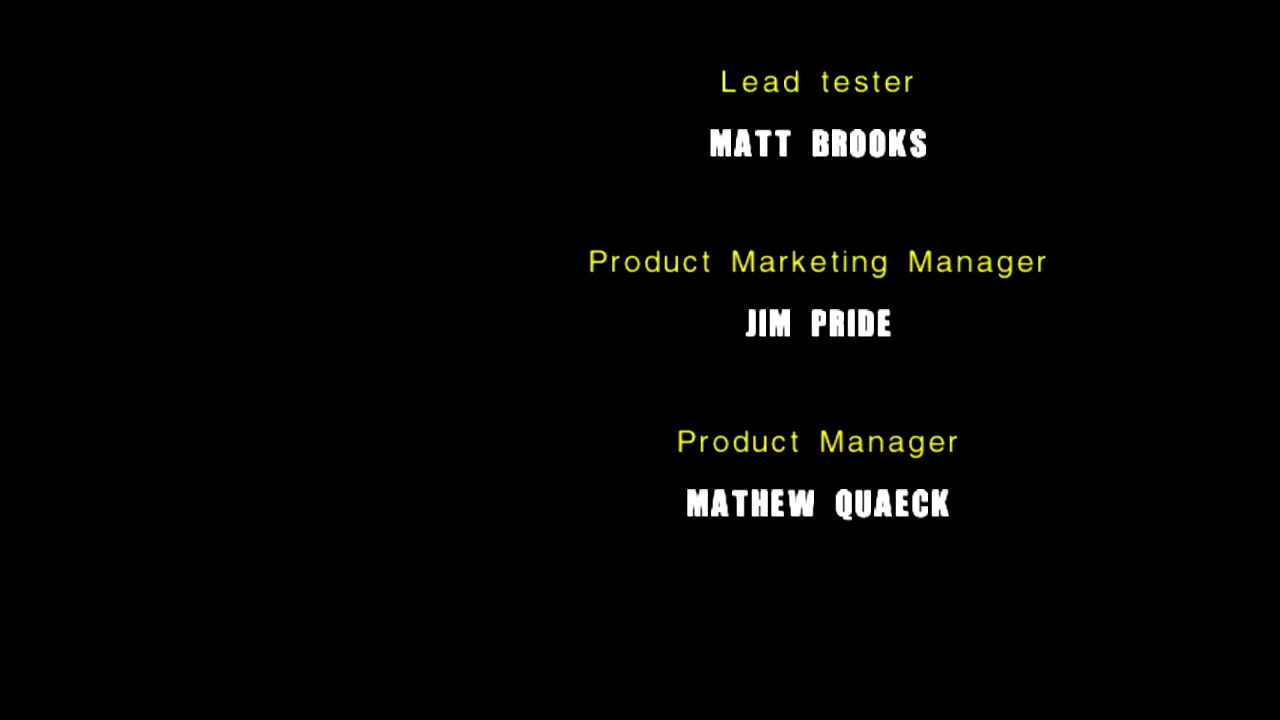 Lead tester
MATT BROOKS
Product Marketing Manager
JIM PRIDE
Product Manager
MATHEW QUAECK